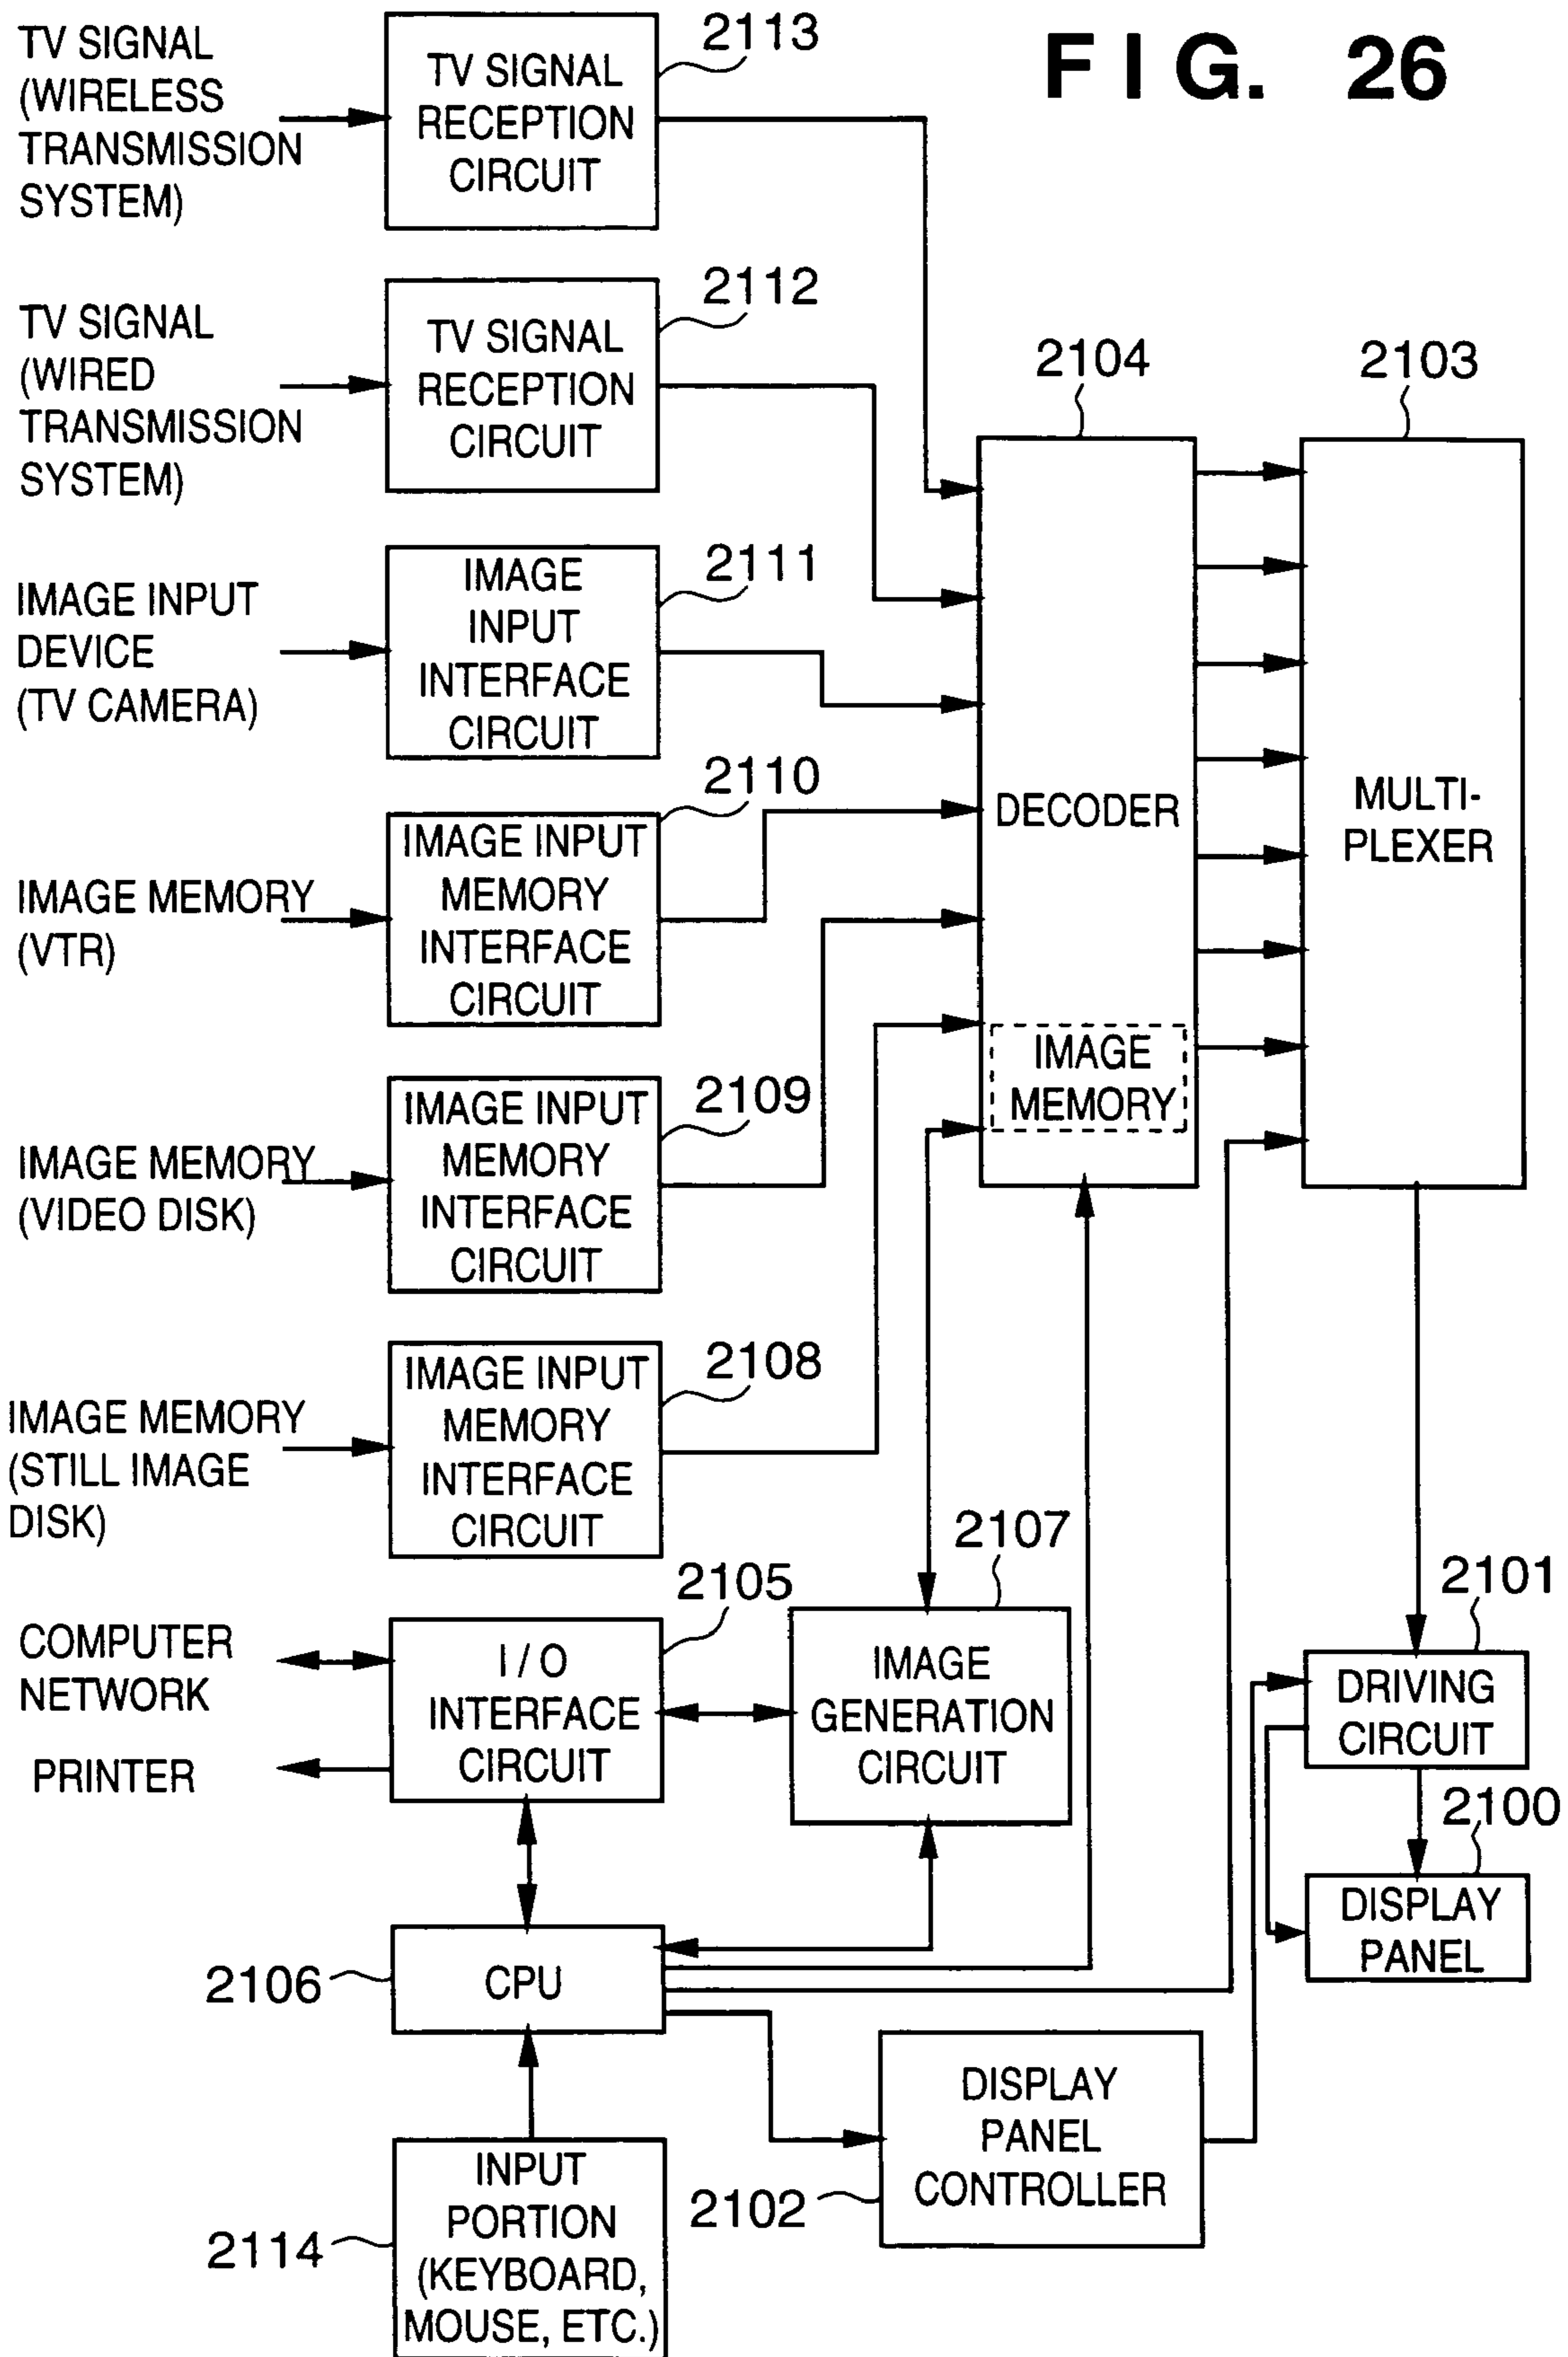 FIG. 26
TV SIGNAL
(WIRELESS
TRANSMISSION
SYSTEM)
2113
TV SIGNAL
RECEPTION
CIRCUIT
TV SIGNAL
(WIRED
TRANSMISSION
SYSTEM)
2112
TV SIGNAL
RECEPTION
CIRCUIT
IMAGE INPUT
DEVICE
(TV CAMERA)
2111
IMAGE
INPUT
INTERFACE
CIRCUIT
IMAGE MEMORY
(VTR)
2110
IMAGE INPUT
MEMORY
INTERFACE
CIRCUIT
IMAGE MEMORY
(VIDEO DISK)
2109
IMAGE INPUT
MEMORY
INTERFACE
CIRCUIT
IMAGE MEMORY
(STILL IMAGE
DISK)
2108
IMAGE INPUT
MEMORY
INTERFACE
CIRCUIT
2104
DECODER
IMAGE
MEMORY
2103
MULTI-
PLEXER
COMPUTER
NETWORK
PRINTER
2105
I / O
INTERFACE
CIRCUIT
2107
IMAGE
GENERATION
CIRCUIT
2101
DRIVING
CIRCUIT
2100
DISPLAY
PANEL
2106
CPU
2102
DISPLAY
PANEL
CONTROLLER
2114
INPUT
PORTION
(KEYBOARD,
MOUSE, ETC.)